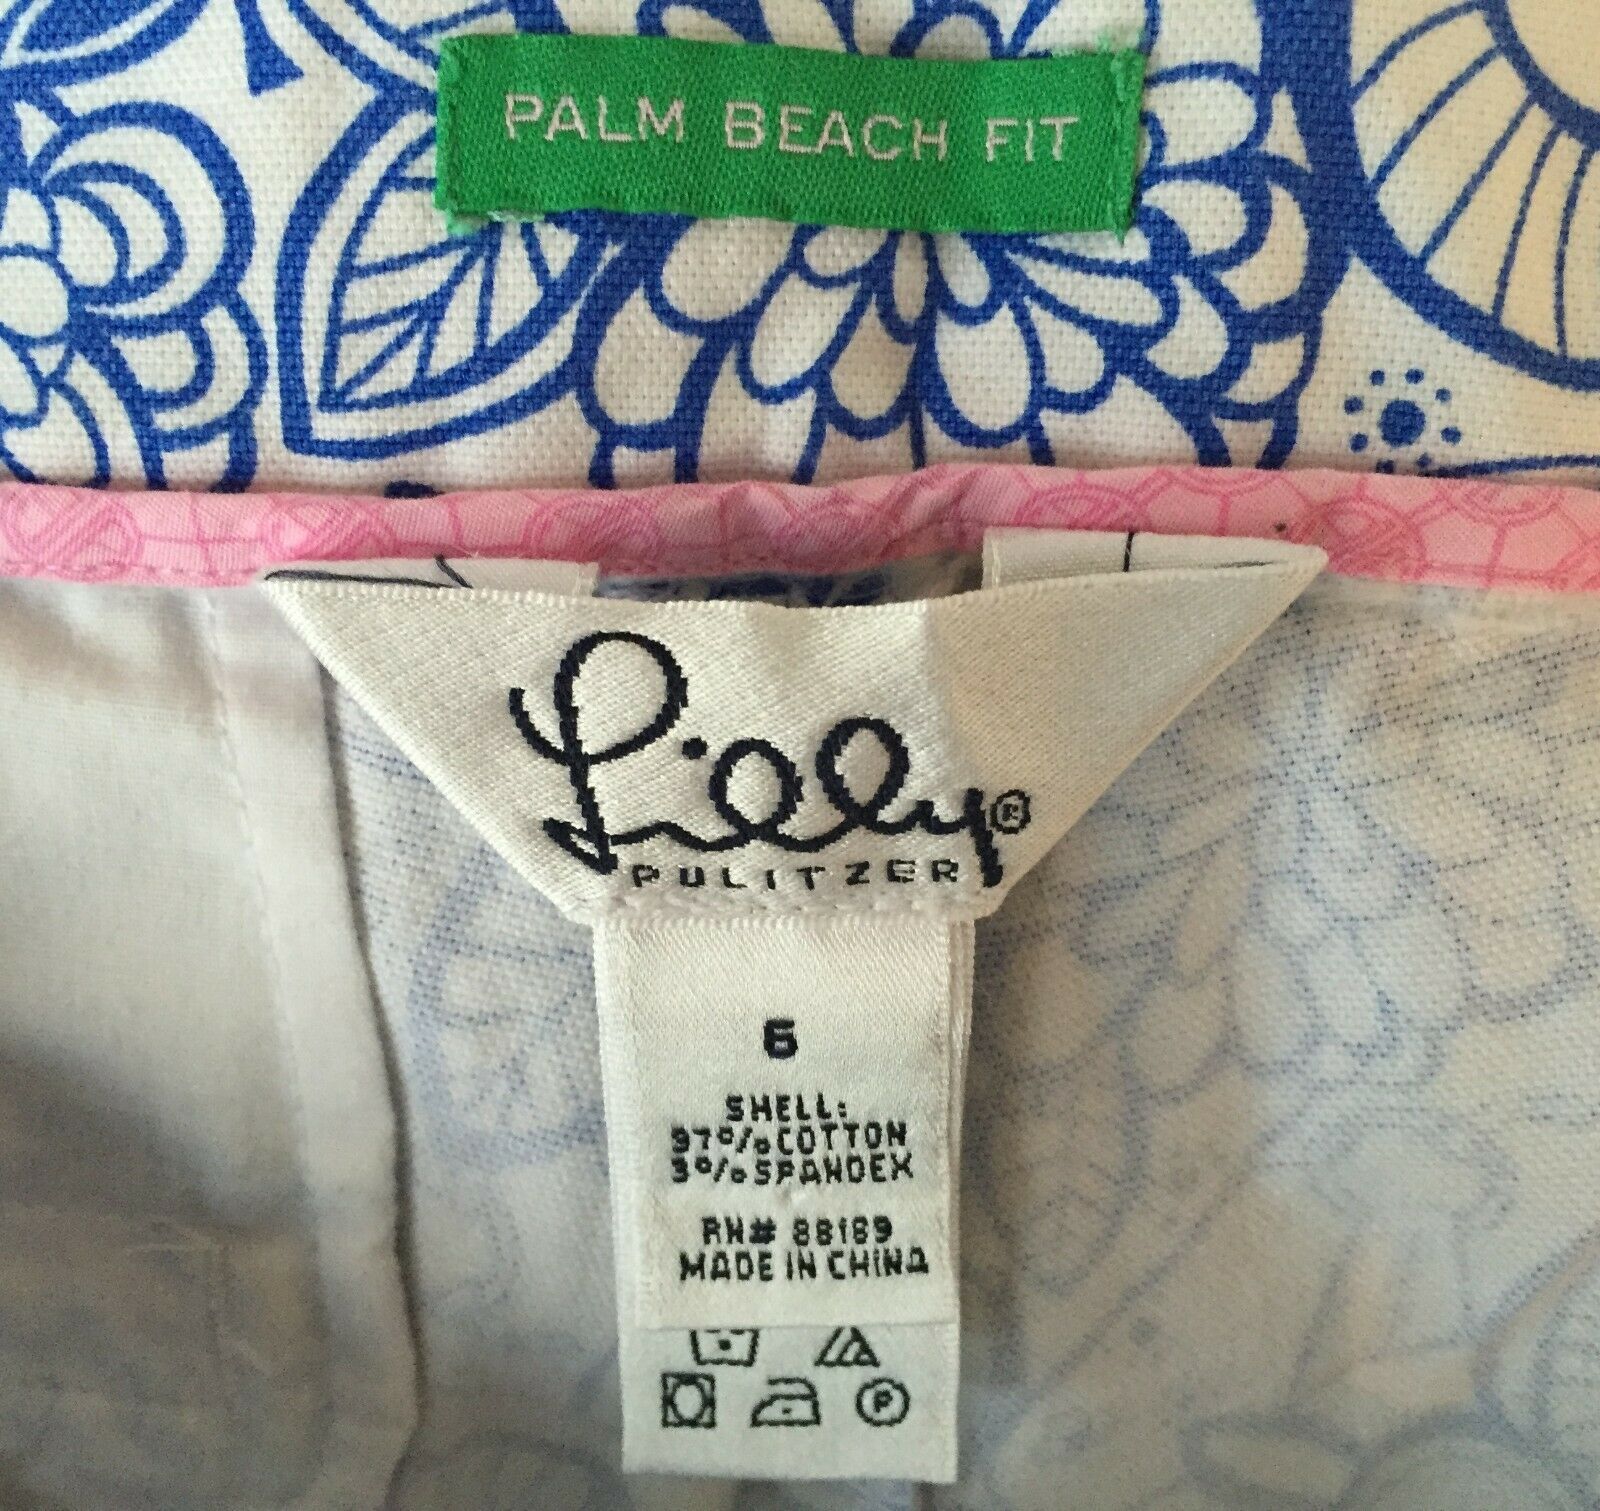 PALM BEACH FIT
Lilly®
PULITZER
6
SHELL:
97%COTTON
3%SPANDEX
RN# 88189
MADE IN CHINA
P